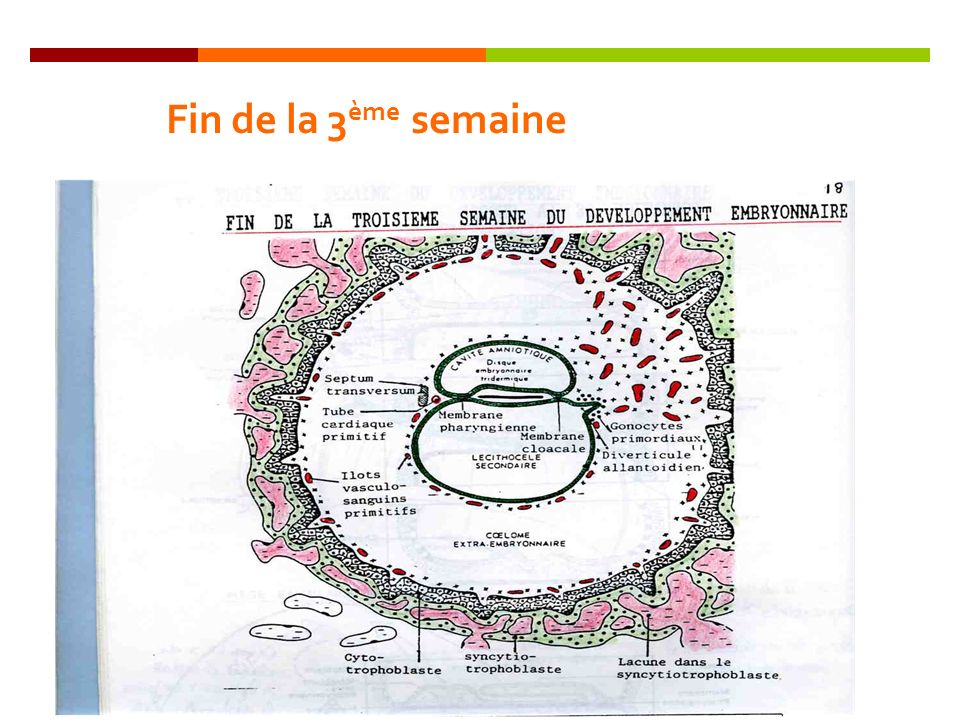 Fin de la 3ème semaine
18
FIN DE LA TROISIEME SEMAINE DU DEVELOPPEMENT EMBRYONNAIRE
CAVITÉ AMNIOTIQUE
Disque
embryonnaire
tridermique
Septum
transversum
Tube
cardiaque
primitif
Membrane
pharyngienne
Membrane
cloacale
Gonocytes
primordiaux
Diverticule
allantoidien
LECITHOCELE
SECONDAIRE
Ilots
vasculo-
sanguins
primitifs
CŒLOME
EXTRA-EMBRYONNAIRE
Cyto-
trophoblaste
syncytio-
trophoblaste
Lacune dans le
syncytiotrophoblaste